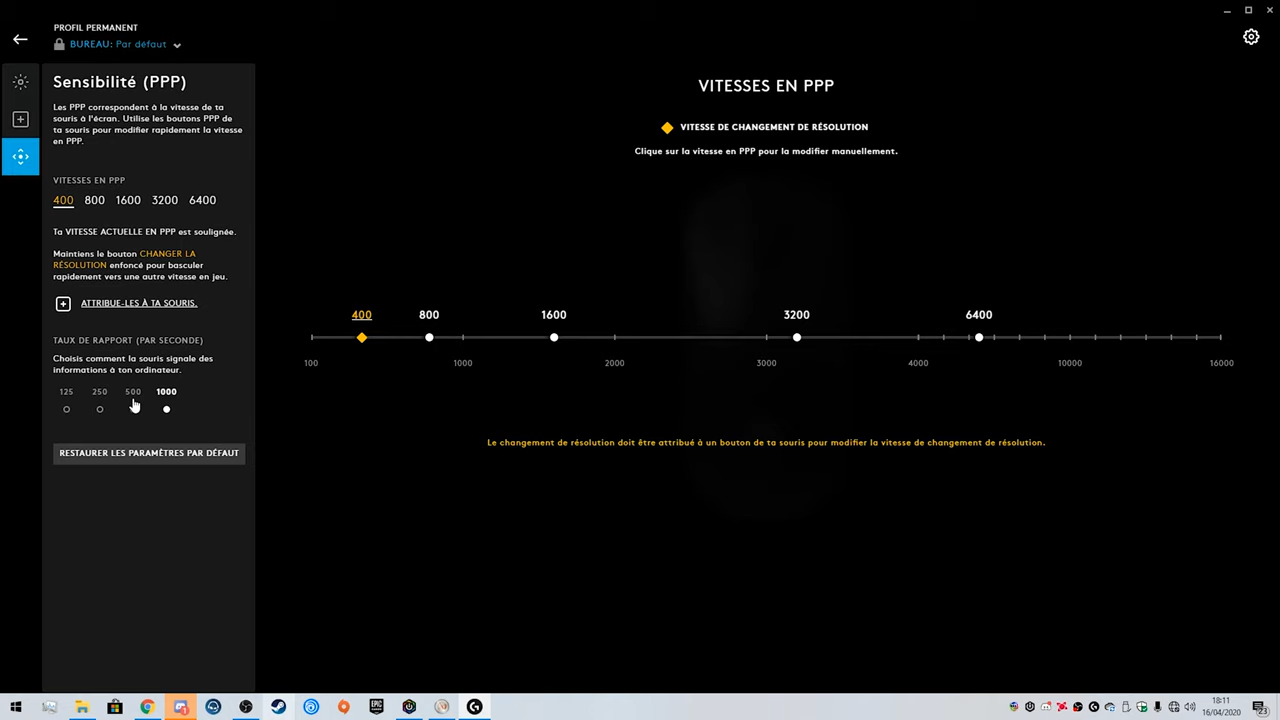 PROFIL PERMANENT
BUREAU: Par défaut
Sensibilité (PPP)
Les PPP correspondent à la vitesse de ta
souris à l'écran. Utilise les boutons PPP de
ta souris pour modifier rapidement la vitesse
en PPP.
VITESSES EN PPP
400 800 1600 3200 6400
Ta VITESSE ACTUELLE EN PPP est soulignée.
Maintiens le bouton CHANGER LA
RÉSOLUTION enfoncé pour basculer
rapidement vers une autre vitesse en jeu.
ATTRIBUE-LES À TA SOURIS.
TAUX DE RAPPORT (PAR SECONDE)
Choisis comment la souris signale des
informations à ton ordinateur.
125 250 500 1000
RESTAURER LES PARAMÈTRES PAR DÉFAUT
VITESSES EN PPP
VITESSE DE CHANGEMENT DE RÉSOLUTION
Clique sur la vitesse en PPP pour la modifier manuellement.
400 800 1600 3200 6400
100 1000 2000 3000 4000 10000 16000
Le changement de résolution doit être attribué à un bouton de ta souris pour modifier la vitesse de changement de résolution.
18:11
16/04/2020
23